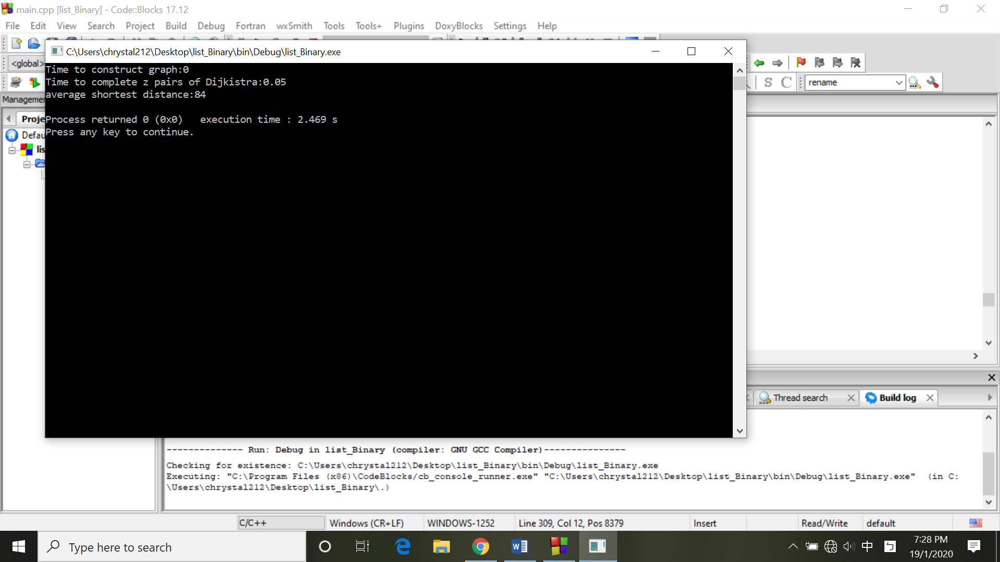 main.cpp [list_Binary] - Code::Blocks 17.12
File Edit View Search Project Build Debug Fortran wxSmith Tools Tools+ Plugins DoxyBlocks Settings Help
C:\Users\chrystal212\Desktop\list_Binary\bin\Debug\list_Binary.exe
<global>
Time to construct graph:0
Time to complete z pairs of Dijkistra:0.05
average shortest distance:84
Process returned 0 (0x0)   execution time : 2.469 s
Press any key to continue.
S C rename
Managemen
Proje
Defau
lis
Thread search
Build log
-------------- Run: Debug in list_Binary (compiler: GNU GCC Compiler)---------------
Checking for existence: C:\Users\chrystal212\Desktop\list_Binary\bin\Debug\list_Binary.exe
Executing: "C:\Program Files (x86)\CodeBlocks/cb_console_runner.exe" "C:\Users\chrystal212\Desktop\list_Binary\bin\Debug\list_Binary.exe"  (in C:
\Users\chrystal212\Desktop\list_Binary\.)
C/C++ Windows (CR+LF) WINDOWS-1252 Line 309, Col 12, Pos 8379 Insert Read/Write default
Type here to search
中 ㄅ
7:28 PM
19/1/2020